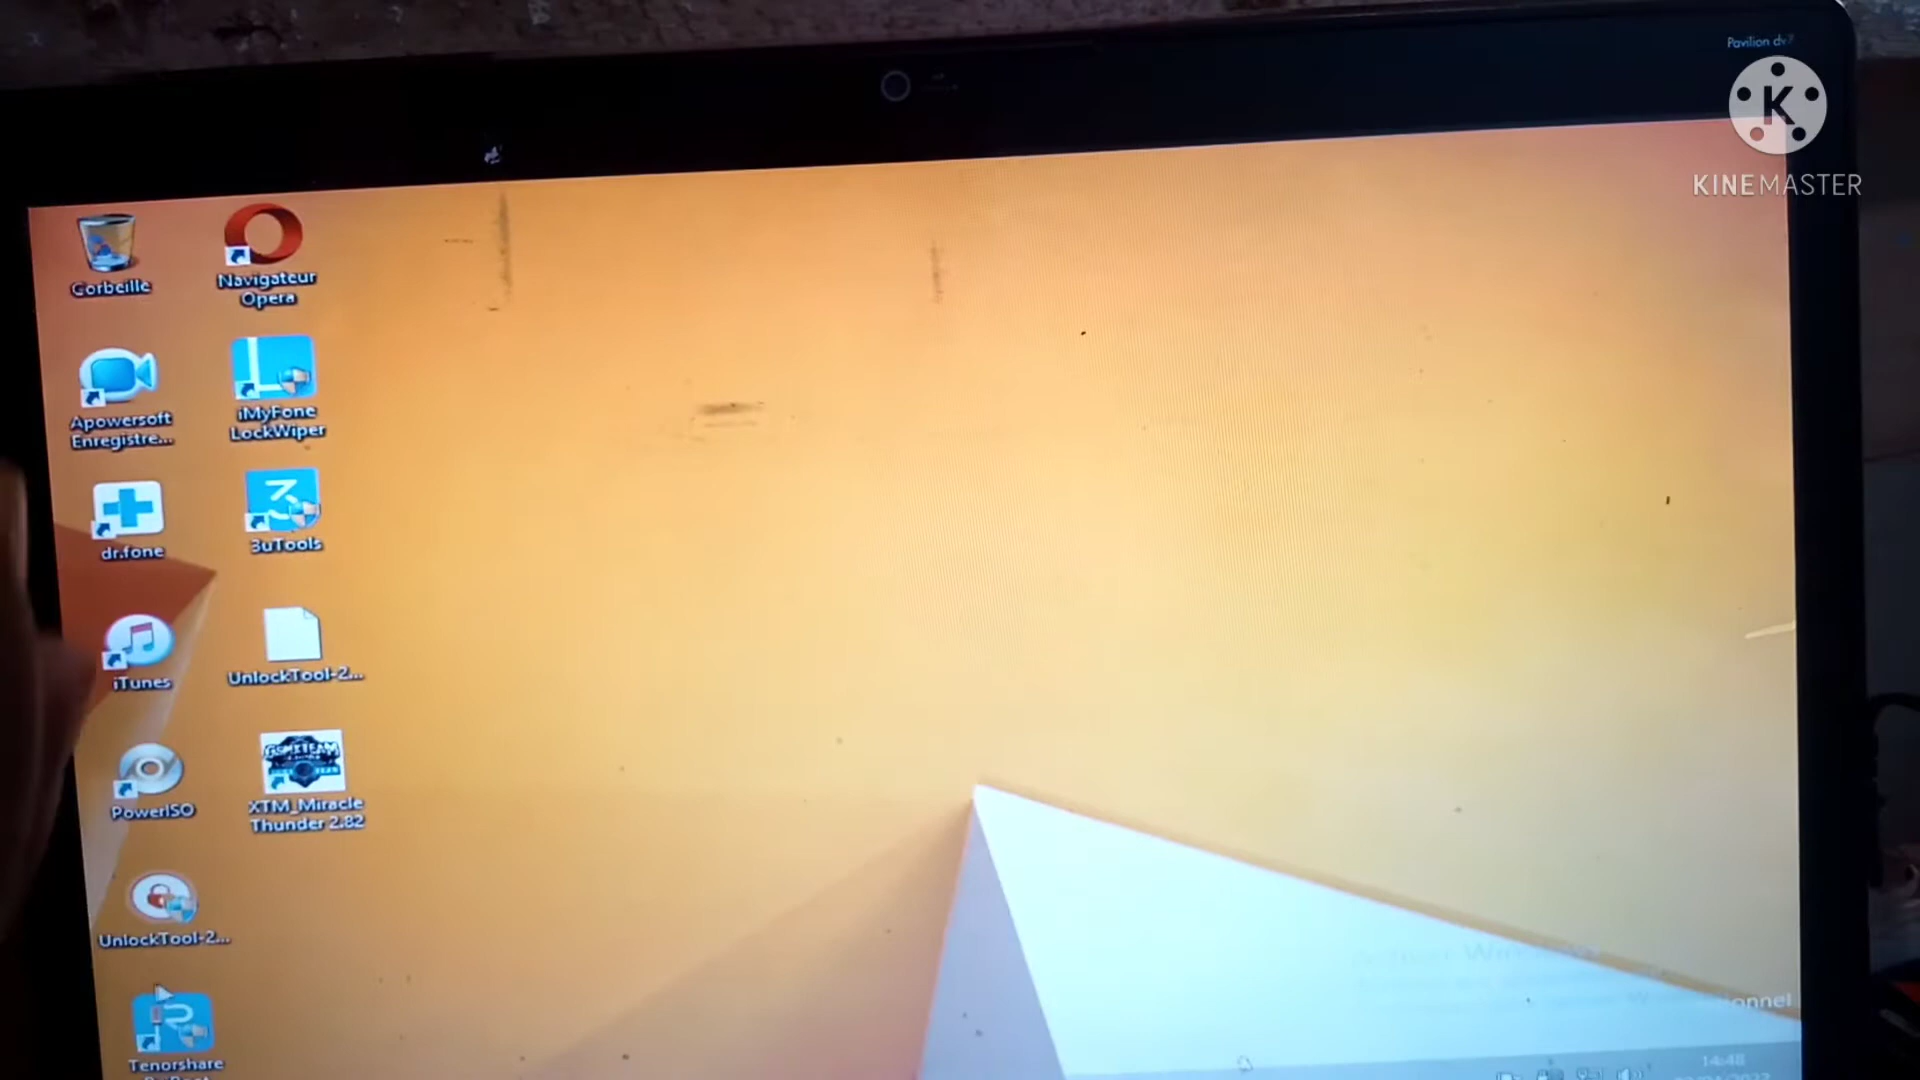 Pavilion dv7
K
KINEMASTER
Corbeille
Navigateur
Opera
Apowersoft
Enregistre...
iMyFone
LockWiper
dr.fone
3uTools
iTunes
UnlockTool-2...
PowerISO
GSMXTEAM
XTM_Miracle
Thunder 2.82
UnlockTool-2...
Tenorshare
14:48